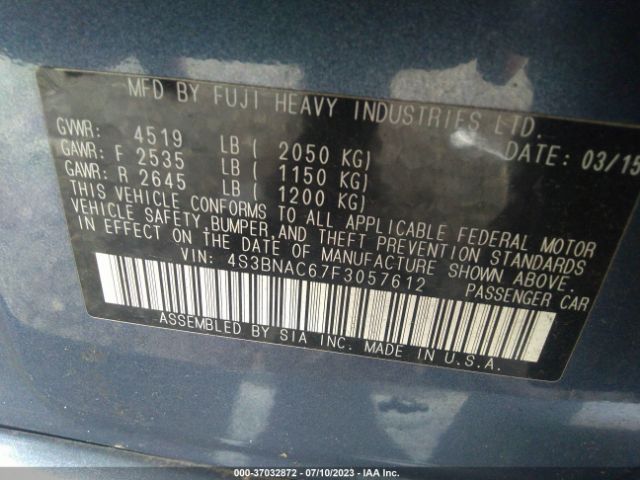 MFD BY FUJI HEAVY INDUSTRIES LTD.
DATE: 03/15
GVWR: 4519 LB ( 2050 KG)
GAWR: F 2535 LB ( 1150 KG)
GAWR: R 2645 LB ( 1200 KG)
THIS VEHICLE CONFORMS TO ALL APPLICABLE FEDERAL MOTOR
VEHICLE SAFETY,BUMPER,AND THEFT PREVENTION STANDARDS
IN EFFECT ON THE DATE OF MANUFACTURE SHOWN ABOVE.
VIN: 4S3BNAC67F3057612 PASSENGER CAR
ASSEMBLED BY SIA INC. MADE IN U.S.A.
000-37032872 - 07/10/2023 - IAA Inc.